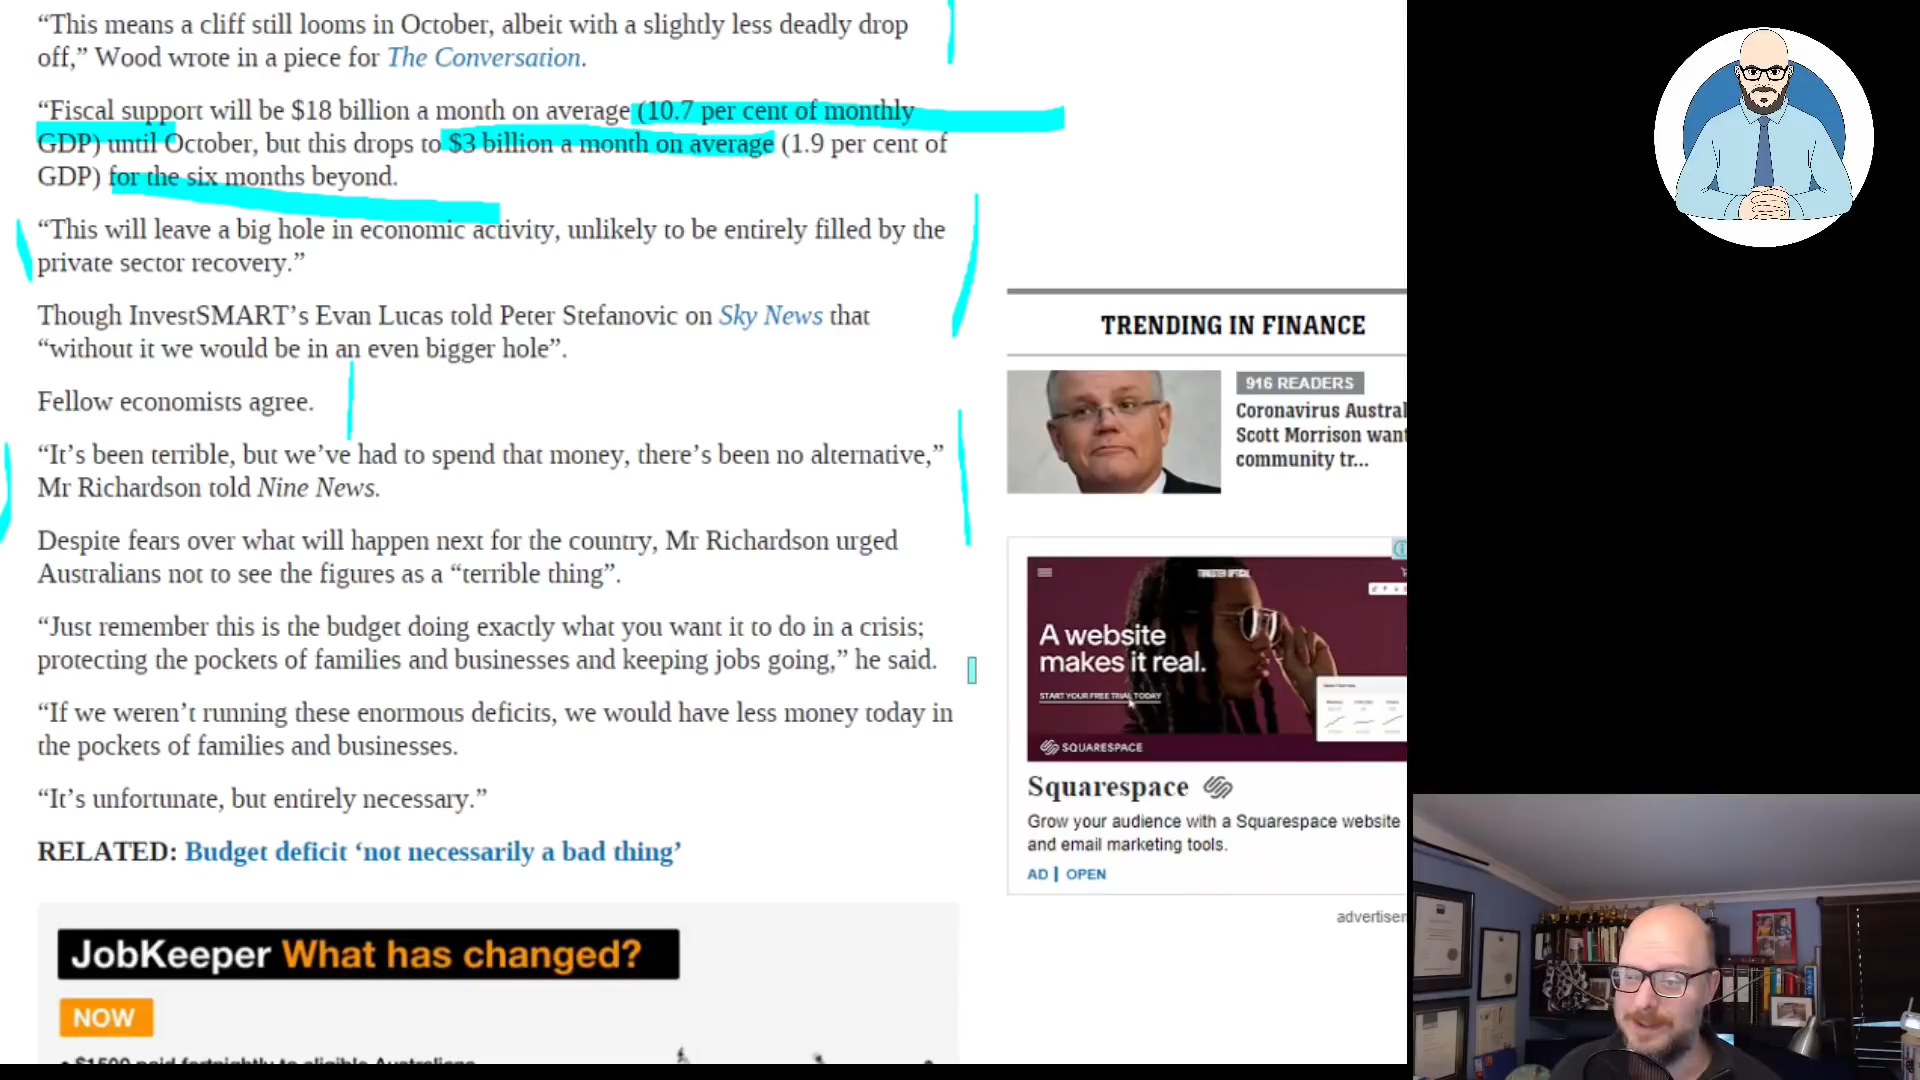 “This means a cliff still looms in October, albeit with a slightly less deadly drop
off,” Wood wrote in a piece for The Conversation.
“Fiscal support will be $18 billion a month on average (10.7 per cent of monthly
GDP) until October, but this drops to $3 billion a month on average (1.9 per cent of
GDP) for the six months beyond.
“This will leave a big hole in economic activity, unlikely to be entirely filled by the
private sector recovery.”
Though InvestSMART’s Evan Lucas told Peter Stefanovic on Sky News that
“without it we would be in an even bigger hole”.
Fellow economists agree.
“It’s been terrible, but we’ve had to spend that money, there’s been no alternative,”
Mr Richardson told Nine News.
Despite fears over what will happen next for the country, Mr Richardson urged
Australians not to see the figures as a “terrible thing”.
“Just remember this is the budget doing exactly what you want it to do in a crisis;
protecting the pockets of families and businesses and keeping jobs going,” he said.
“If we weren’t running these enormous deficits, we would have less money today in
the pockets of families and businesses.
“It’s unfortunate, but entirely necessary.”
RELATED: Budget deficit ‘not necessarily a bad thing’
JobKeeper What has changed?
NOW
• $1500 paid fortnightly to eligible Australians
TRENDING IN FINANCE
916 READERS
Coronavirus Austral
Scott Morrison want
community tr...
A website
makes it real.
START YOUR FREE TRIAL TODAY
SQUARESPACE
Squarespace
Grow your audience with a Squarespace website
and email marketing tools.
AD | OPEN
advertisem